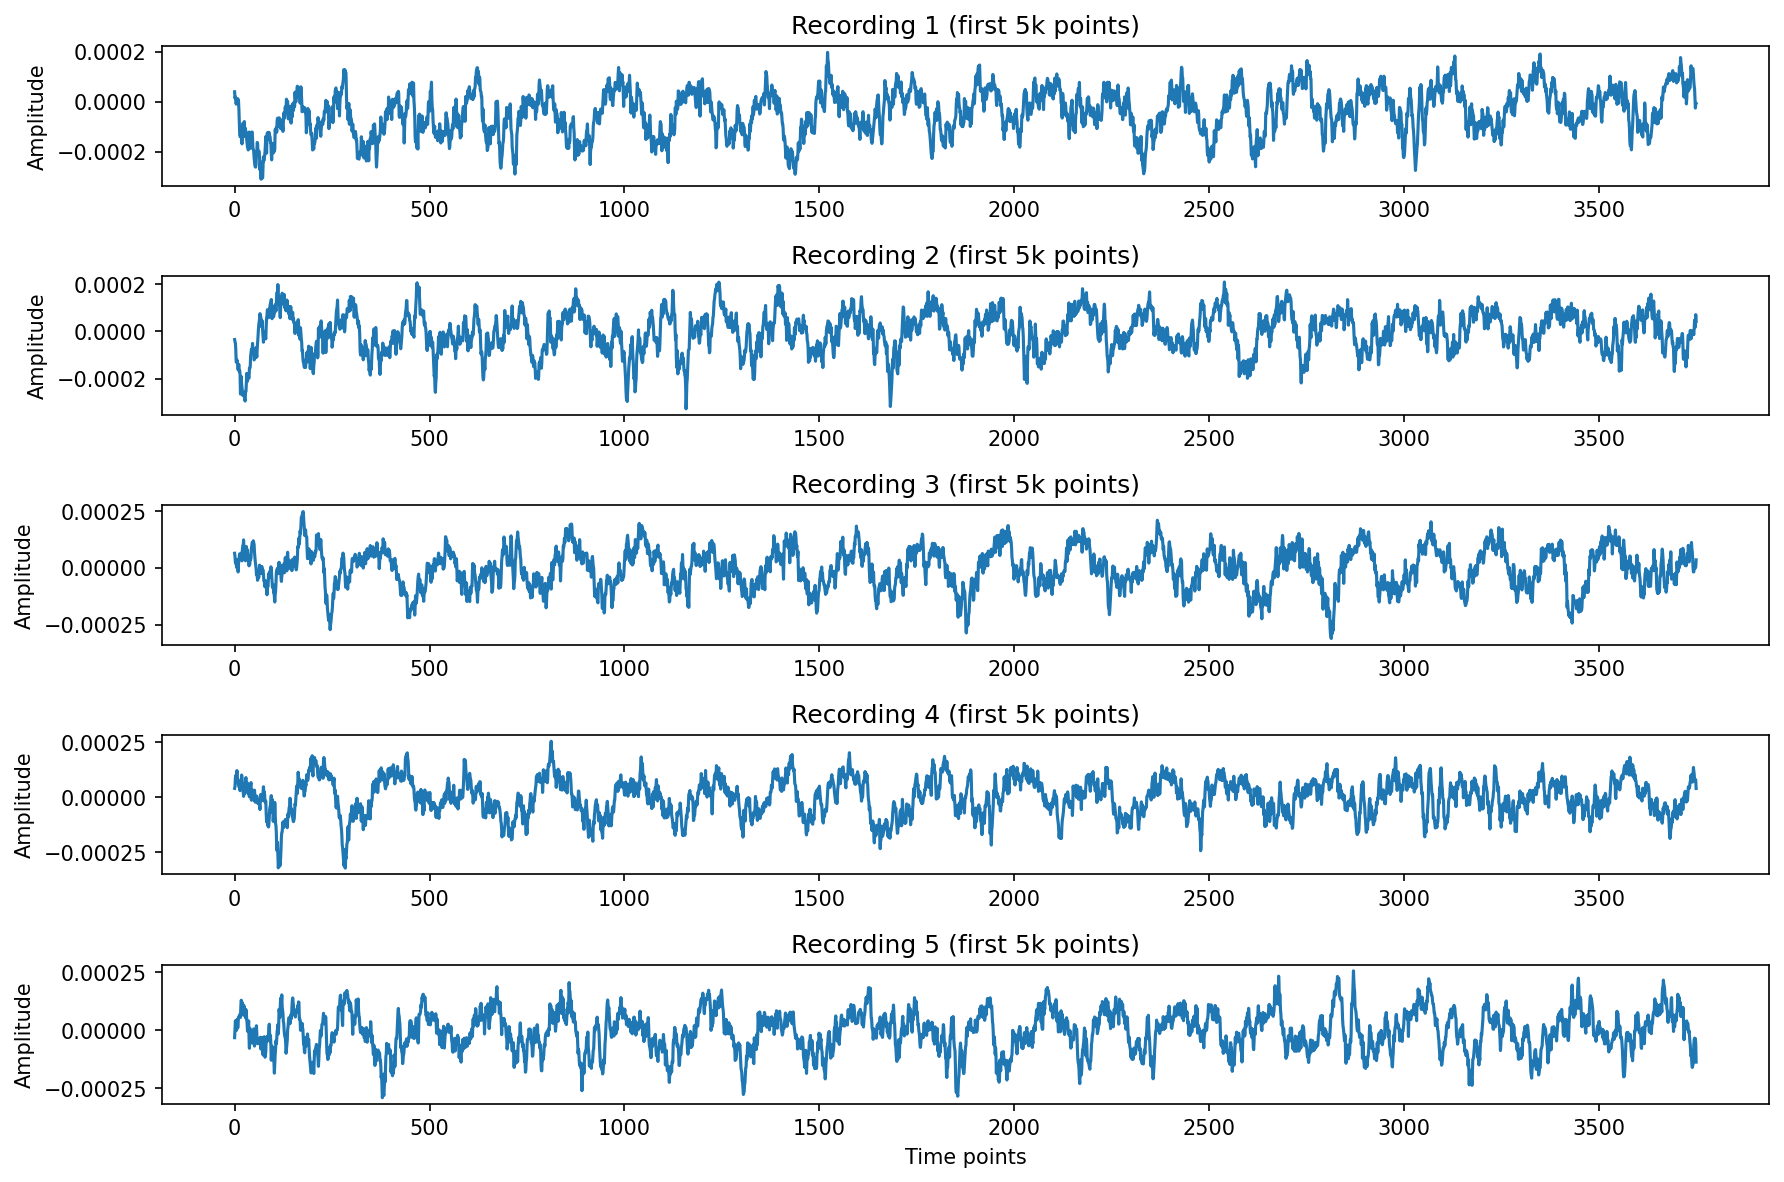 Recording 1 (first 5k points)
Amplitude
0.0002
0.0000
−0.0002
0 500 1000 1500 2000 2500 3000 3500
Recording 2 (first 5k points)
Amplitude
0.0002
0.0000
−0.0002
0 500 1000 1500 2000 2500 3000 3500
Recording 3 (first 5k points)
Amplitude
0.00025
0.00000
−0.00025
0 500 1000 1500 2000 2500 3000 3500
Recording 4 (first 5k points)
Amplitude
0.00025
0.00000
−0.00025
0 500 1000 1500 2000 2500 3000 3500
Recording 5 (first 5k points)
Amplitude
0.00025
0.00000
−0.00025
0 500 1000 1500 2000 2500 3000 3500
Time points